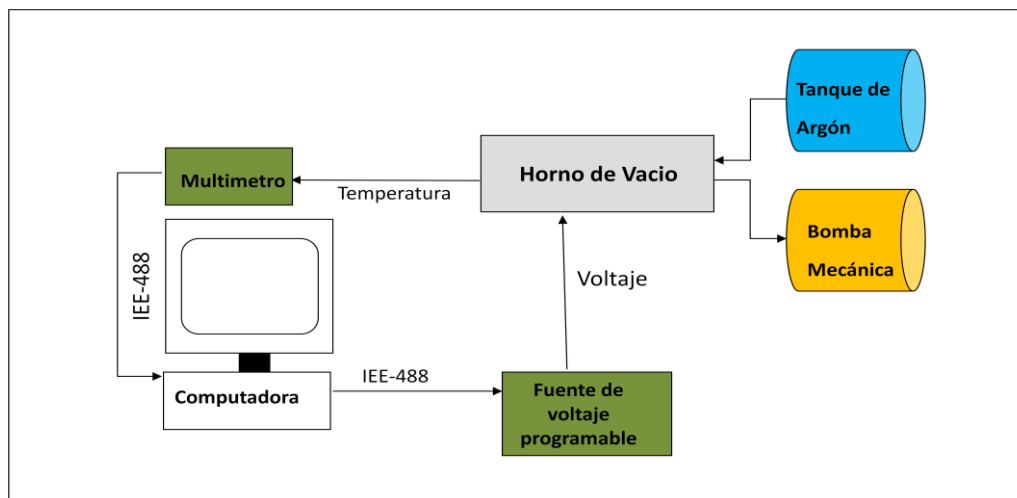 Tanque de
Argón
Horno de Vacio
Multimetro
Temperatura
Bomba
Mecánica
IEE-488
Voltaje
IEE-488
Computadora
Fuente de
voltaje
programable